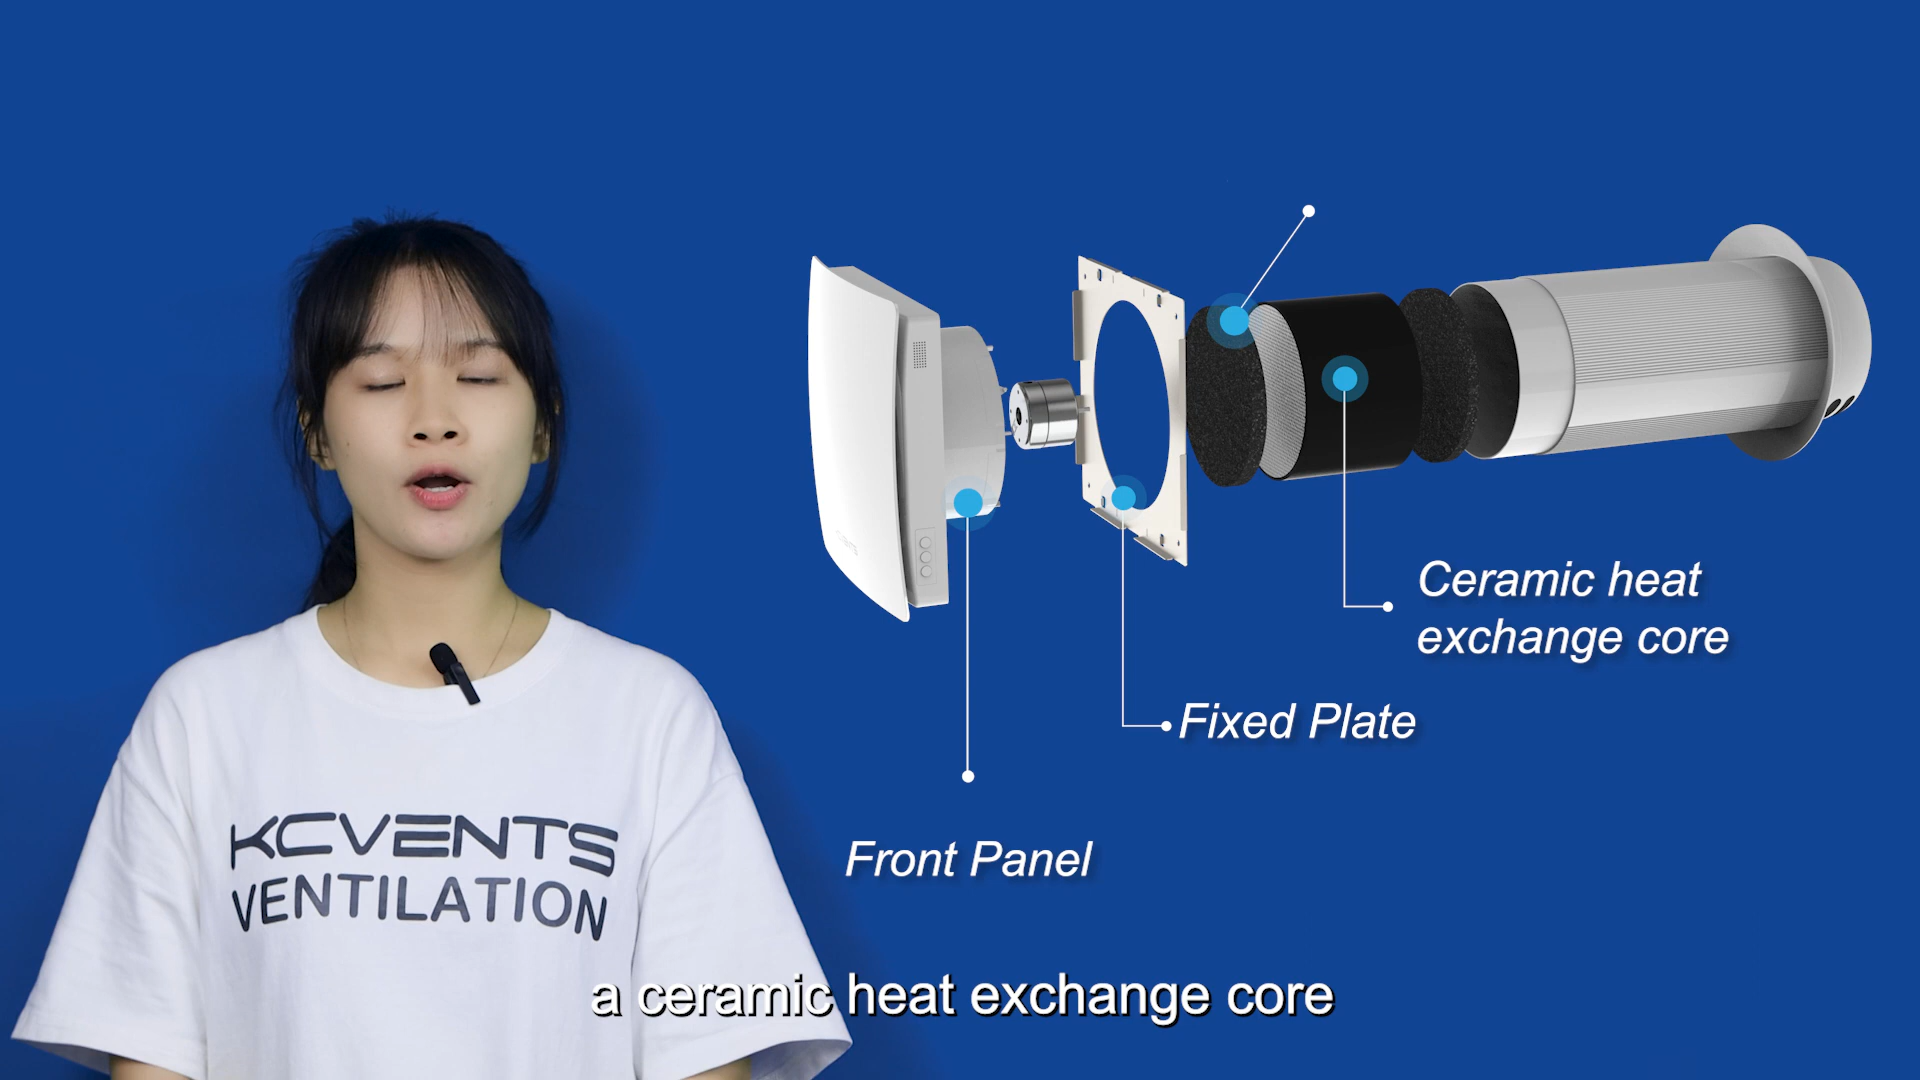 Ceramic heat
exchange core
Fixed Plate
Front Panel
KCVENTS
VENTILATION
a ceramic heat exchange core